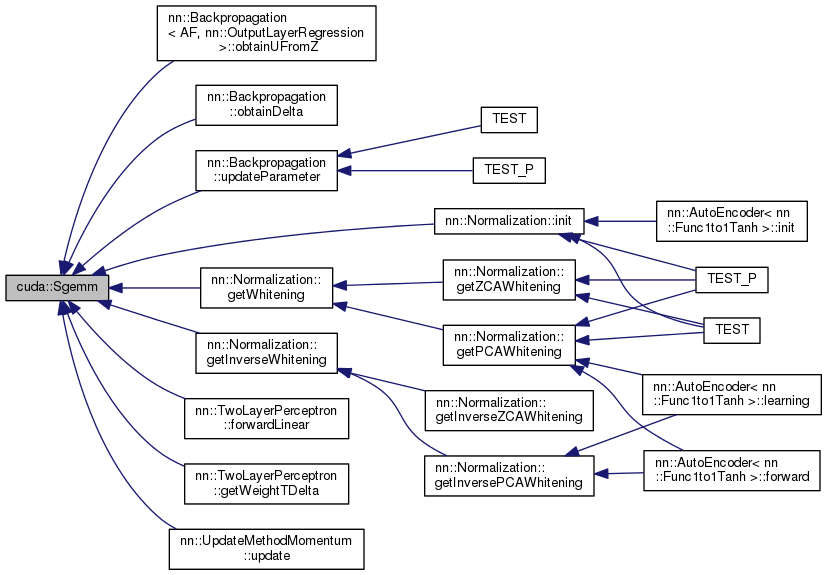 nn::Backpropagation
< AF, nn::OutputLayerRegression
>::obtainUFromZ
nn::Backpropagation
::obtainDelta
nn::Backpropagation
::updateParameter
TEST
TEST_P
nn::Normalization::init
nn::AutoEncoder< nn
::Func1to1Tanh >::init
cuda::Sgemm
nn::Normalization::
getWhitening
nn::Normalization::
getZCAWhitening
TEST_P
TEST
nn::Normalization::
getInverseWhitening
nn::Normalization::
getPCAWhitening
nn::AutoEncoder< nn
::Func1to1Tanh >::learning
nn::TwoLayerPerceptron
::forwardLinear
nn::Normalization::
getInverseZCAWhitening
nn::TwoLayerPerceptron
::getWeightTDelta
nn::Normalization::
getInversePCAWhitening
nn::AutoEncoder< nn
::Func1to1Tanh >::forward
nn::UpdateMethodMomentum
::update